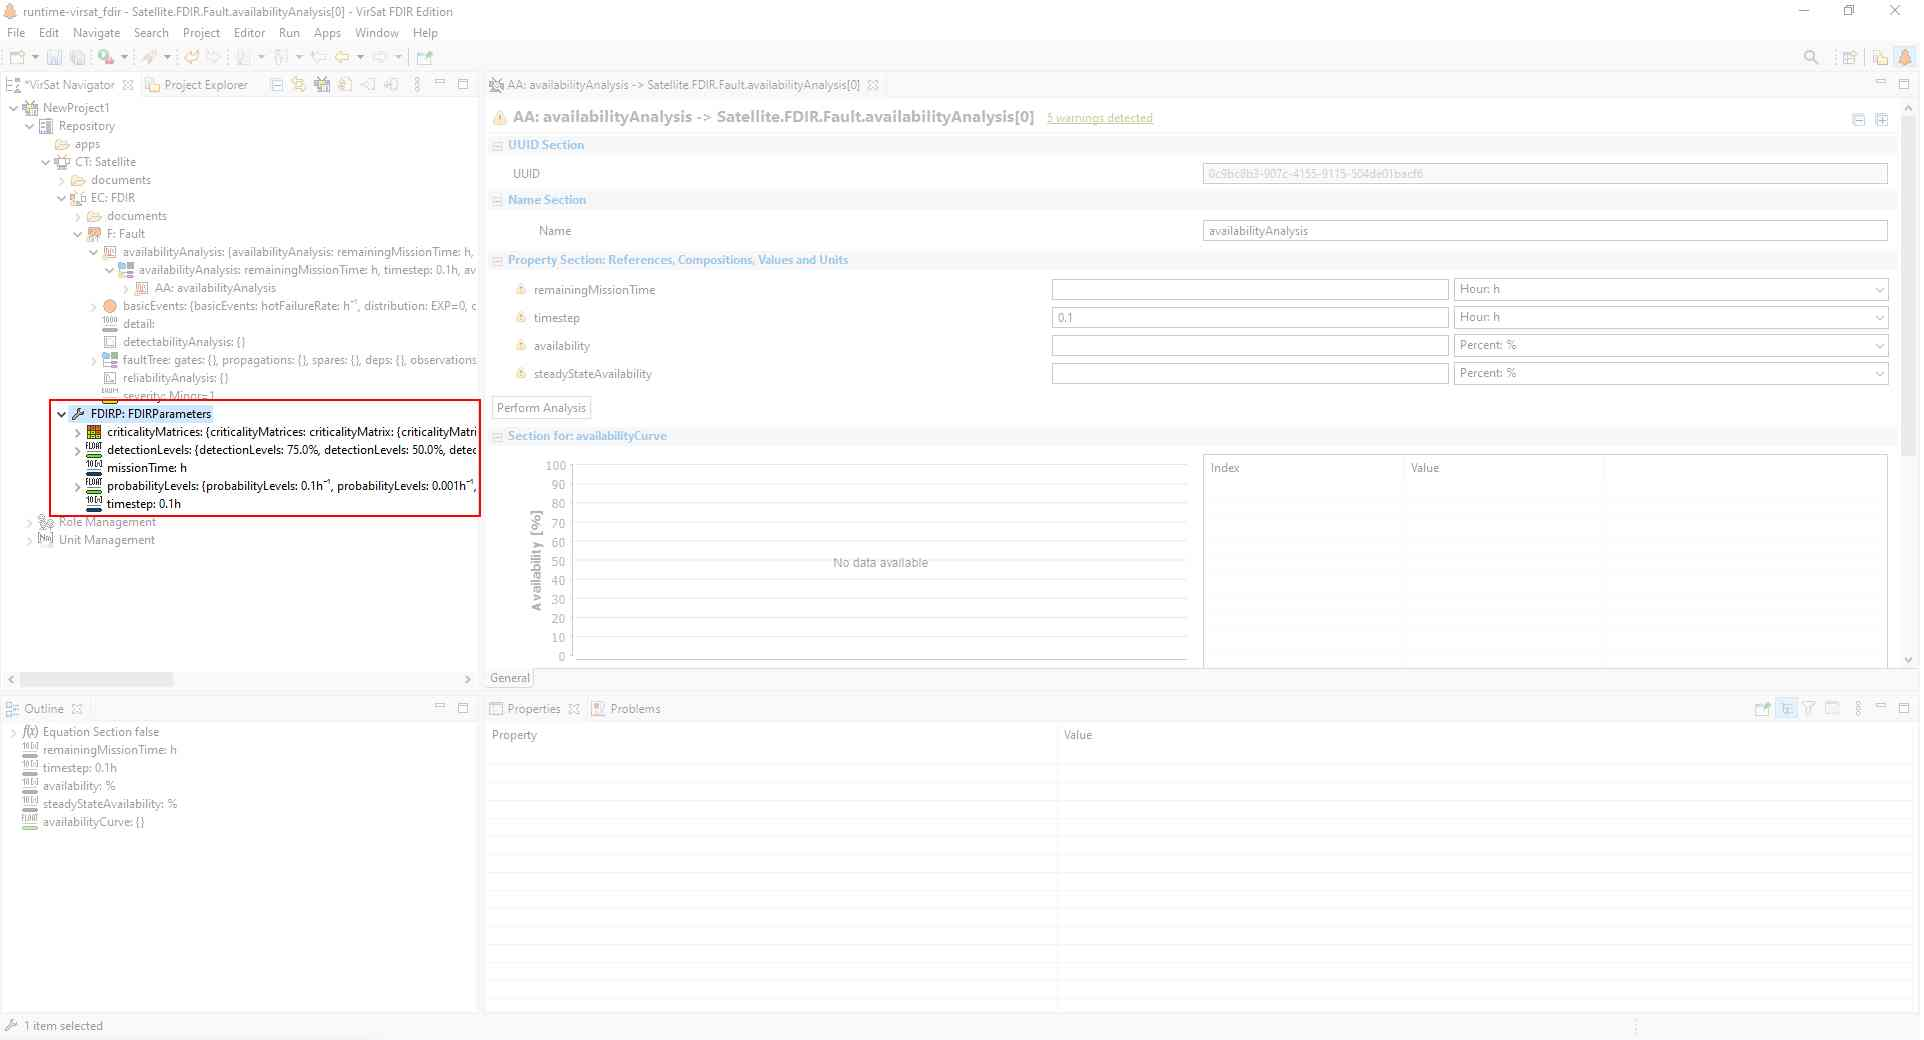 runtime-virsat_fdir - Satellite.FDIR.Fault.availabilityAnalysis[0] - VirSat FDIR Edition
File Edit Navigate Search Project Editor Run Apps Window Help
*VirSat Navigator Project Explorer
NewProject1
Repository
apps
CT: Satellite
documents
EC: FDIR
documents
F: Fault
availabilityAnalysis: {availabilityAnalysis: remainingMissionTime: h,
availabilityAnalysis: remainingMissionTime: h, timestep: 0.1h, av
AA: availabilityAnalysis
basicEvents: {basicEvents: hotFailureRate: h⁻¹, distribution: EXP=0, c
detail:
detectabilityAnalysis: {}
faultTree: gates: {}, propagations: {}, spares: {}, deps: {}, observations
reliabilityAnalysis: {}
severity: Minor=1
FDIRP: FDIRParameters
criticalityMatrices: {criticalityMatrices: criticalityMatrix: {criticalityMatri
detectionLevels: {detectionLevels: 75.0%, detectionLevels: 50.0%, detec
missionTime: h
probabilityLevels: {probabilityLevels: 0.1h⁻¹, probabilityLevels: 0.001h⁻¹,
timestep: 0.1h
Role Management
Unit Management
AA: availabilityAnalysis -> Satellite.FDIR.Fault.availabilityAnalysis[0]
AA: availabilityAnalysis -> Satellite.FDIR.Fault.availabilityAnalysis[0] 5 warnings detected
UUID Section
UUID 0c9bc8b3-907c-4155-9115-504de01bacf6
Name Section
Name availabilityAnalysis
Property Section: References, Compositions, Values and Units
remainingMissionTime Hour: h
timestep 0.1 Hour: h
availability Percent: %
steadyStateAvailability Percent: %
Perform Analysis
Section for: availabilityCurve
Availability [%]
100
90
80
70
60
50
40
30
20
10
0
No data available
Index Value
General
Outline
Equation Section false
remainingMissionTime: h
timestep: 0.1h
availability: %
steadyStateAvailability: %
availabilityCurve: {}
Properties Problems
Property Value
1 item selected